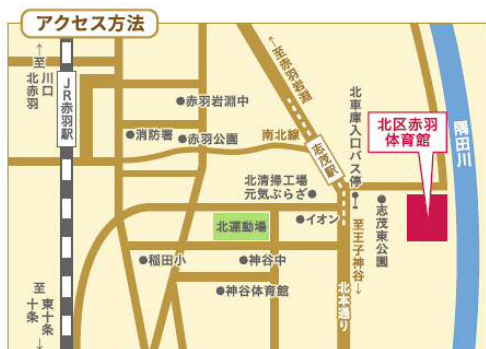 アクセス方法
←至
川口
北赤羽
JR赤羽駅
●赤羽岩淵中
●消防署
●赤羽公園
←至赤羽岩淵
南北線
志茂駅
北車庫入口バス停
北区赤羽
体育館
隅田川
北清掃工場
元気ぷらざ●
●イオン
●志茂東公園
至王子神谷→
北運動場
●稲田小
●神谷中
●神谷体育館
北本通り
至
東十条
十条
→